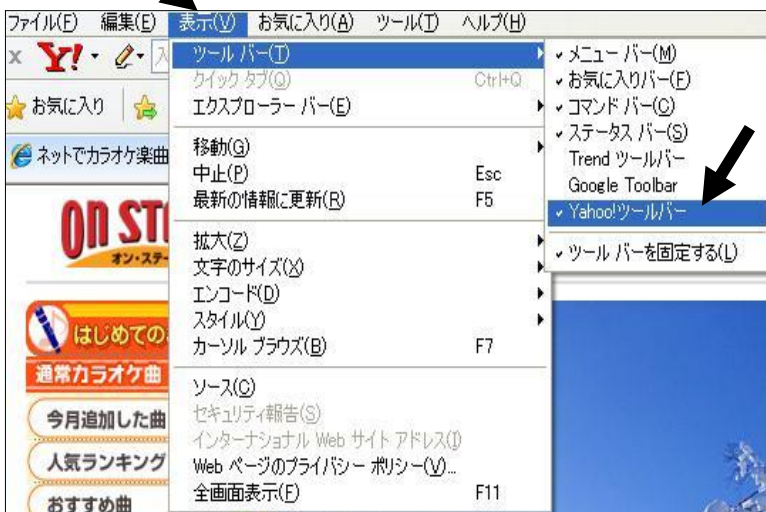 ファイル(F) 編集(E) 表示(V) お気に入り(A) ツール(T) ヘルプ(H)
x Y!
お気に入り
ネットでカラオケ楽曲
オン・ステー
はじめての
通常カラオケ曲
今月追加した曲
人気ランキング
おすすめ曲
ツール バー(T)
クイック タブ(Q) Ctrl+Q
エクスプローラー バー(E)
移動(G)
中止(P) Esc
最新の情報に更新(R) F5
拡大(Z)
文字のサイズ(X)
エンコード(D)
スタイル(Y)
カーソル ブラウズ(B) F7
ソース(C)
セキュリティ報告(S)
インターナショナル Web サイト アドレス(I)
Web ページのプライバシー ポリシー(V)...
全画面表示(F) F11
メニュー バー(M)
お気に入りバー(F)
コマンド バー(C)
ステータス バー(S)
Trend ツールバー
Google Toolbar
Yahoo!ツールバー
ツール バーを固定する(L)